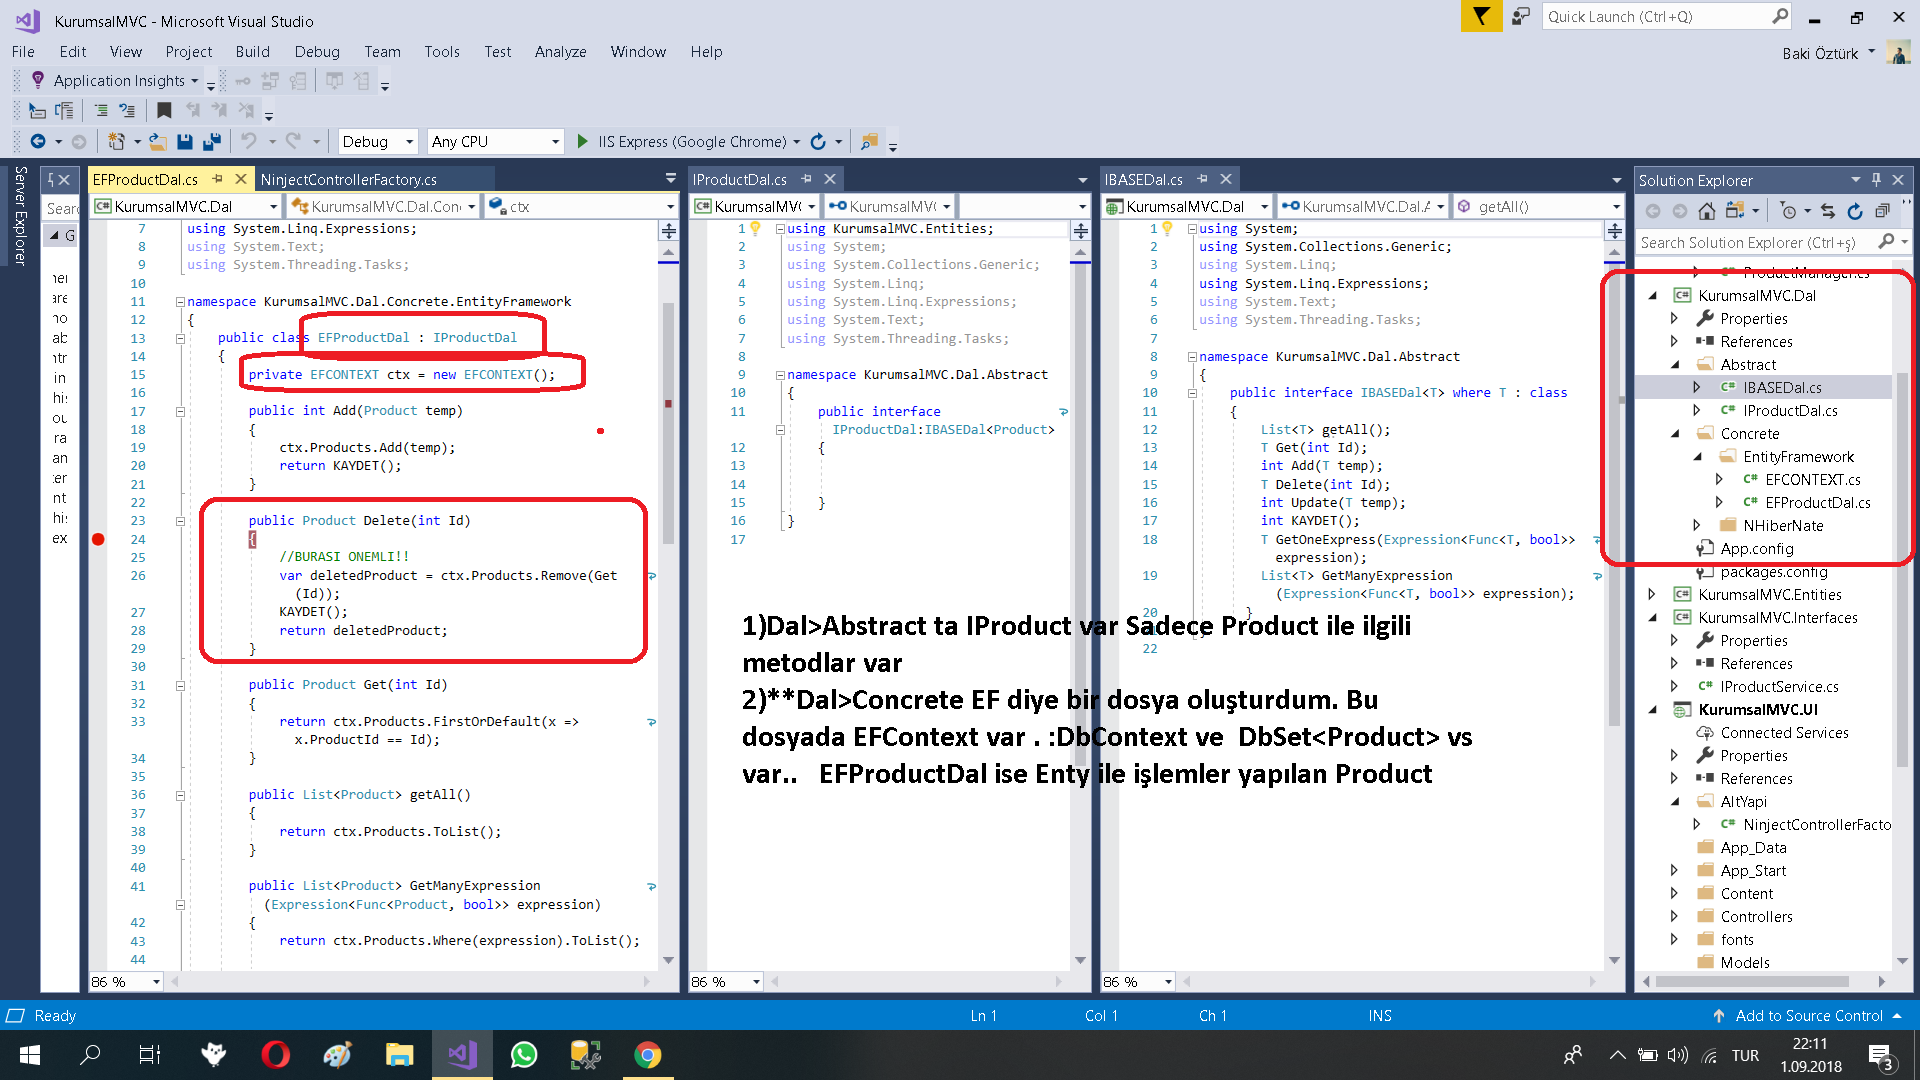 KurumsalMVC - Microsoft Visual Studio
Quick Launch (Ctrl+Q)
File Edit View Project Build Debug Team Tools Test Analyze Window Help
Baki Öztürk
Application Insights
Debug Any CPU IIS Express (Google Chrome)
Server Explorer
Sear
G
ner
are
no
ab
ntr
in
his
ou
ra
an
ter
nt
his
ex
EFProductDal.cs NinjectControllerFactory.cs
KurumsalMVC.Dal KurumsalMVC.Dal.Con ctx
7 using System.Linq.Expressions;
8 using System.Text;
9 using System.Threading.Tasks;
10
11 namespace KurumsalMVC.Dal.Concrete.EntityFramework
12 {
13 public class EFProductDal : IProductDal
14 {
15 private EFCONTEXT ctx = new EFCONTEXT();
16
17 public int Add(Product temp)
18 {
19 ctx.Products.Add(temp);
20 return KAYDET();
21 }
22
23 public Product Delete(int Id)
24 {
25 //BURASI ONEMLI!!
26 var deletedProduct = ctx.Products.Remove(Get
(Id));
27 KAYDET();
28 return deletedProduct;
29 }
30
31 public Product Get(int Id)
32 {
33 return ctx.Products.FirstOrDefault(x =>
x.ProductId == Id);
34 }
35
36 public List<Product> getAll()
37 {
38 return ctx.Products.ToList();
39 }
40
41 public List<Product> GetManyExpression
(Expression<Func<Product, bool>> expression)
42 {
43 return ctx.Products.Where(expression).ToList();
44
86 %
IProductDal.cs
KurumsalMV KurumsalMV
1 using KurumsalMVC.Entities;
2 using System;
3 using System.Collections.Generic;
4 using System.Linq;
5 using System.Linq.Expressions;
6 using System.Text;
7 using System.Threading.Tasks;
8
9 namespace KurumsalMVC.Dal.Abstract
10 {
11 public interface
IProductDal:IBASEDal<Product>
12 {
13
14
15 }
16 }
17
86 %
IBASEDal.cs
KurumsalMVC.Dal KurumsalMVC.Dal.A getAll()
1 using System;
2 using System.Collections.Generic;
3 using System.Linq;
4 using System.Linq.Expressions;
5 using System.Text;
6 using System.Threading.Tasks;
7
8 namespace KurumsalMVC.Dal.Abstract
9 {
10 public interface IBASEDal<T> where T : class
11 {
12 List<T> getAll();
13 T Get(int Id);
14 int Add(T temp);
15 T Delete(int Id);
16 int Update(T temp);
17 int KAYDET();
18 T GetOneExpress(Expression<Func<T, bool>>
expression);
19 List<T> GetManyExpression
(Expression<Func<T, bool>> expression);
20 }
22
86 %
1)Dal>Abstract ta IProduct var Sadece Product ile ilgili
metodlar var
2)**Dal>Concrete EF diye bir dosya oluşturdum. Bu
dosyada EFContext var . :DbContext ve DbSet<Product> vs
var.. EFProductDal ise Enty ile işlemler yapılan Product
Solution Explorer
Search Solution Explorer (Ctrl+ş)
ProductManager.cs
KurumsalMVC.Dal
Properties
References
Abstract
IBASEDal.cs
IProductDal.cs
Concrete
EntityFramework
EFCONTEXT.cs
EFProductDal.cs
NHiberNate
App.config
packages.config
KurumsalMVC.Entities
KurumsalMVC.Interfaces
Properties
References
IProductService.cs
KurumsalMVC.UI
Connected Services
Properties
References
AltYapi
NinjectControllerFacto
App_Data
App_Start
Content
Controllers
fonts
Models
Ready Ln 1 Col 1 Ch 1 INS Add to Source Control
TUR
22:11
1.09.2018
3